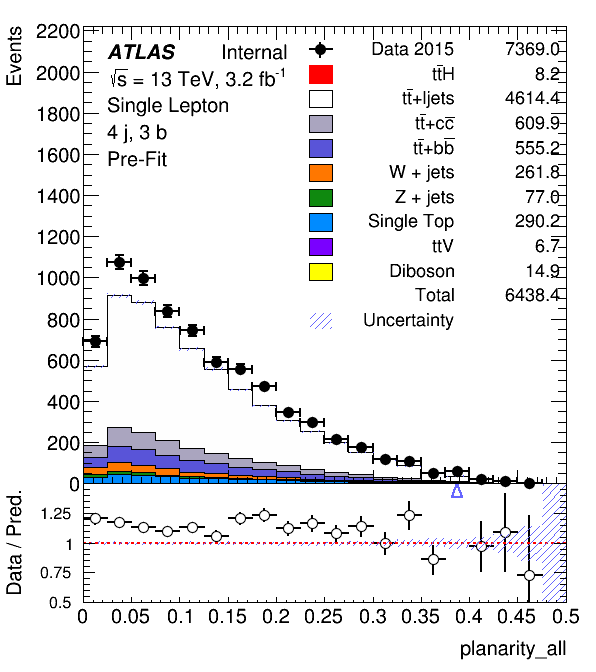 Events
2200
2000
1800
1600
1400
1200
1000
800
600
400
200
0
ATLAS Internal
√s = 13 TeV, 3.2 fb⁻¹
Single Lepton
4 j, 3 b
Pre-Fit
Data 2015 7369.0
tt̄H 8.2
tt̄+ljets 4614.4
tt̄+cc̄ 609.9
tt̄+bb̄ 555.2
W + jets 261.8
Z + jets 77.0
Single Top 290.2
ttV 6.7
Diboson 14.9
Total 6438.4
Uncertainty
Data / Pred.
1.25
1
0.75
0.5
0 0.05 0.1 0.15 0.2 0.25 0.3 0.35 0.4 0.45 0.5
planarity_all